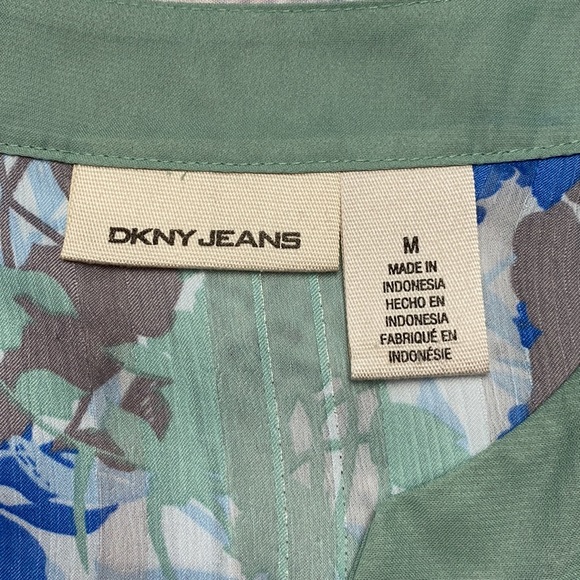 DKNY JEANS
M
MADE IN
INDONESIA
HECHO EN
INDONESIA
FABRIQUÉ EN
INDONÉSIE